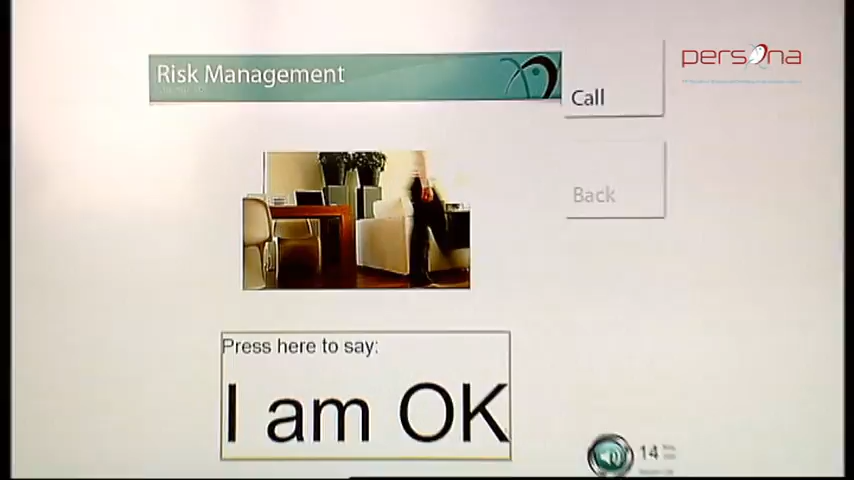 persona
Risk Management
Call
Back
Press here to say:
I am OK
14